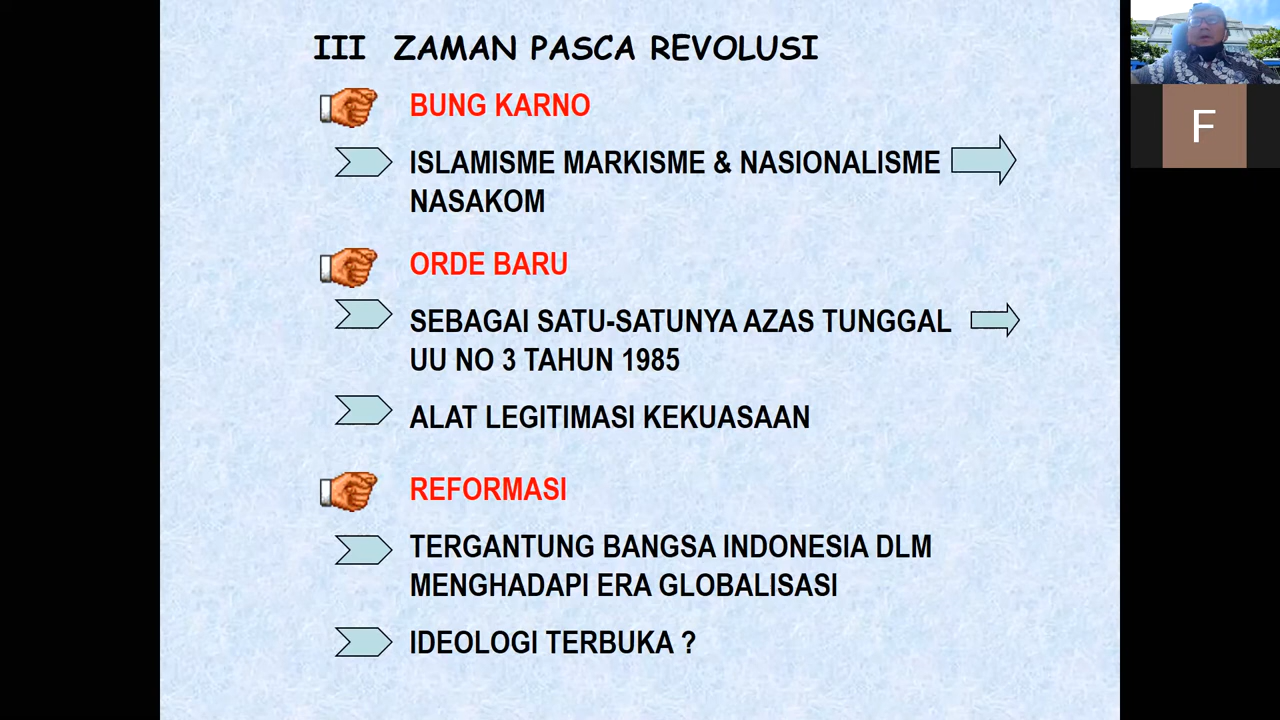 III ZAMAN PASCA REVOLUSI
BUNG KARNO
ISLAMISME MARKISME & NASIONALISME
NASAKOM
ORDE BARU
SEBAGAI SATU-SATUNYA AZAS TUNGGAL
UU NO 3 TAHUN 1985
ALAT LEGITIMASI KEKUASAAN
REFORMASI
TERGANTUNG BANGSA INDONESIA DLM
MENGHADAPI ERA GLOBALISASI
IDEOLOGI TERBUKA ?
F